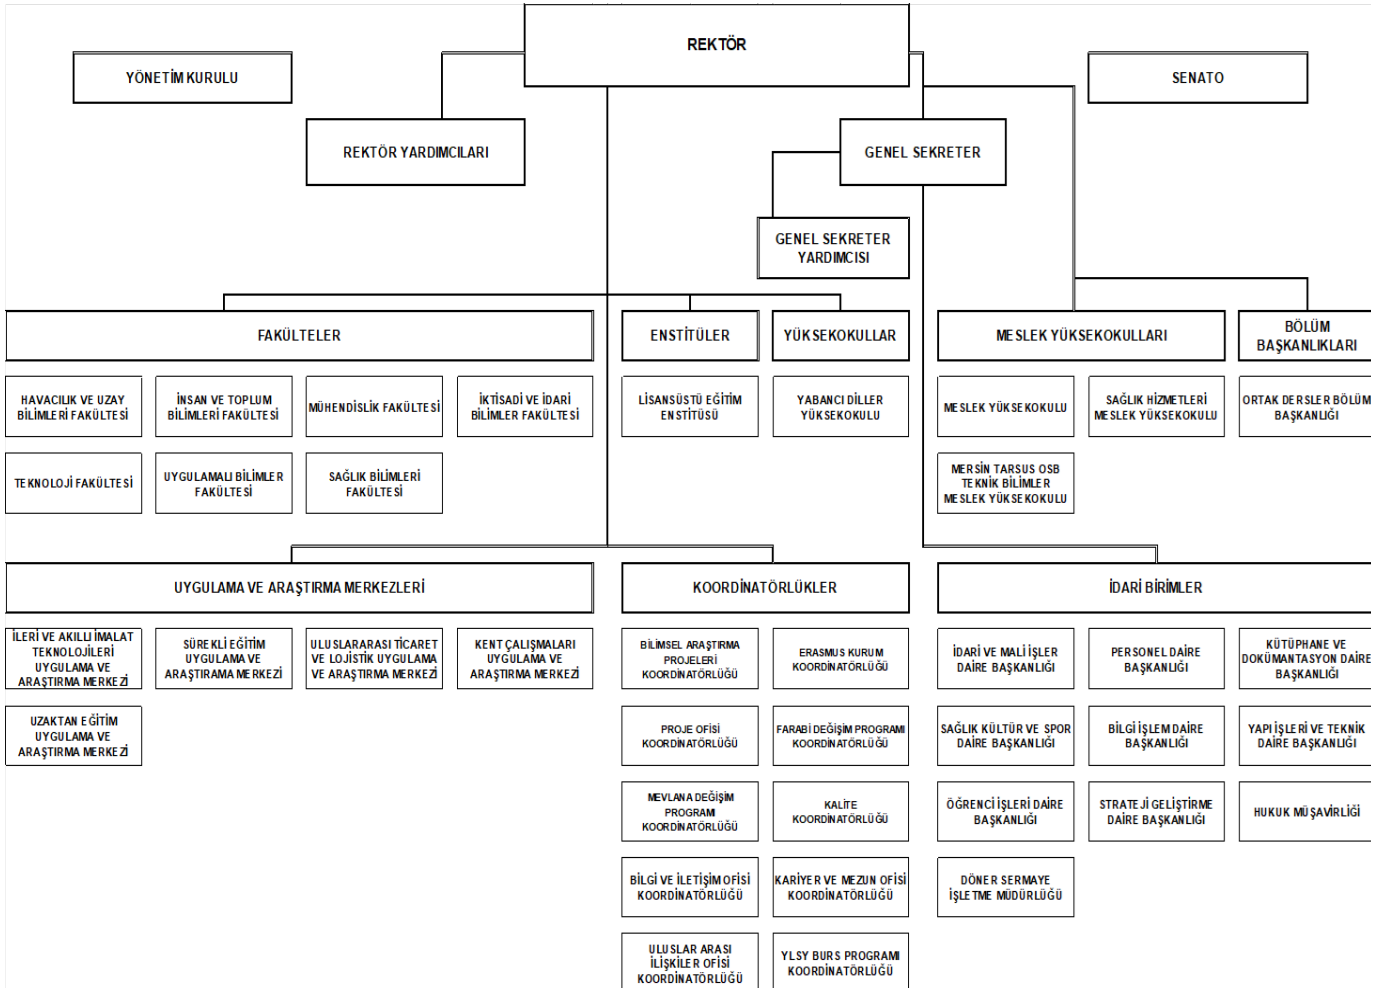 REKTÖR
YÖNETİM KURULU
SENATO
REKTÖR YARDIMCILARI
GENEL SEKRETER
GENEL SEKRETER
YARDIMCISI
FAKÜLTELER
ENSTİTÜLER
YÜKSEKOKULLAR
MESLEK YÜKSEKOKULLARI
BÖLÜM
BAŞKANLIKLARI
HAVACILIK VE UZAY
BİLİMLERİ FAKÜLTESİ
İNSAN VE TOPLUM
BİLİMLERİ FAKÜLTESİ
MÜHENDİSLİK FAKÜLTESİ
İKTİSADİ VE İDARİ
BİLİMLER FAKÜLTESİ
LİSANSÜSTÜ EĞİTİM
ENSTİTÜSÜ
YABANCI DİLLER
YÜKSEKOKULU
MESLEK YÜKSEKOKULU
SAĞLIK HİZMETLERİ
MESLEK YÜKSEKOKULU
ORTAK DERSLER BÖLÜM
BAŞKANLIĞI
TEKNOLOJİ FAKÜLTESİ
UYGULAMALI BİLİMLER
FAKÜLTESİ
SAĞLIK BİLİMLERİ
FAKÜLTESİ
MERSİN TARSUS OSB
TEKNİK BİLİMLER
MESLEK YÜKSEKOKULU
UYGULAMA VE ARAŞTIRMA MERKEZLERİ
KOORDİNATÖRLÜKLER
İDARİ BİRİMLER
İLERİ VE AKILLI İMALAT
TEKNOLOJİLERİ
UYGULAMA VE
ARAŞTIRMA MERKEZİ
SÜREKLİ EĞİTİM
UYGULAMA VE
ARAŞTIRAMA MERKEZİ
ULUSLARARASI TİCARET
VE LOJİSTİK UYGULAMA
VE ARAŞTIRMA MERKEZİ
KENT ÇALIŞMALARI
UYGULAMA VE
ARAŞTIRMA MERKEZİ
BİLİMSEL ARAŞTIRMA
PROJELERİ
KOORDİNATÖRLÜĞÜ
ERASMUS KURUM
KOORDİNATÖRLÜĞÜ
İDARİ VE MALİ İŞLER
DAİRE BAŞKANLIĞI
PERSONEL DAİRE
BAŞKANLIĞI
KÜTÜPHANE VE
DOKÜMANTASYON DAİRE
BAŞKANLIĞI
UZAKTAN EĞİTİM
UYGULAMA VE
ARAŞTIRMA MERKEZİ
PROJE OFİSİ
KOORDİNATÖRLÜĞÜ
FARABİ DEĞİŞİM PROGRAMI
KOORDİNATÖRLÜĞÜ
SAĞLIK KÜLTÜR VE SPOR
DAİRE BAŞKANLIĞI
BİLGİ İŞLEM DAİRE
BAŞKANLIĞI
YAPI İŞLERİ VE TEKNİK
DAİRE BAŞKANLIĞI
MEVLANA DEĞİŞİM
PROGRAMI
KOORDİNATÖRLÜĞÜ
KALİTE
KOORDİNATÖRLÜĞÜ
ÖĞRENCİ İŞLERİ DAİRE
BAŞKANLIĞI
STRATEJİ GELİŞTİRME
DAİRE BAŞKANLIĞI
HUKUK MÜŞAVİRLİĞİ
BİLGİ VE İLETİŞİM OFİSİ
KOORDİNATÖRLÜĞÜ
KARİYER VE MEZUN OFİSİ
KOORDİNATÖRLÜĞÜ
DÖNER SERMAYE
İŞLETME MÜDÜRLÜĞÜ
ULUSLAR ARASI
İLİŞKİLER OFİSİ
KOORDİNATÖRLÜĞÜ
YLSY BURS PROGRAMI
KOORDİNATÖRLÜĞÜ